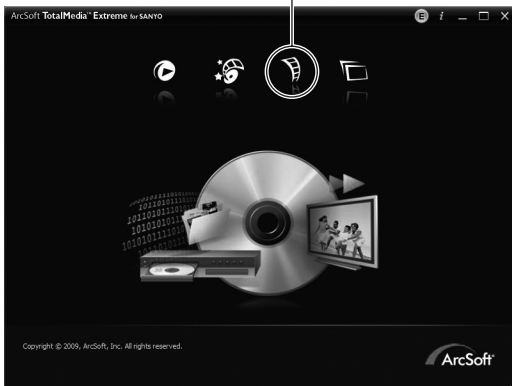 ArcSoft TotalMedia™ Extreme for SANYO
E i
Copyright © 2009, ArcSoft, Inc. All rights reserved.
ArcSoft®